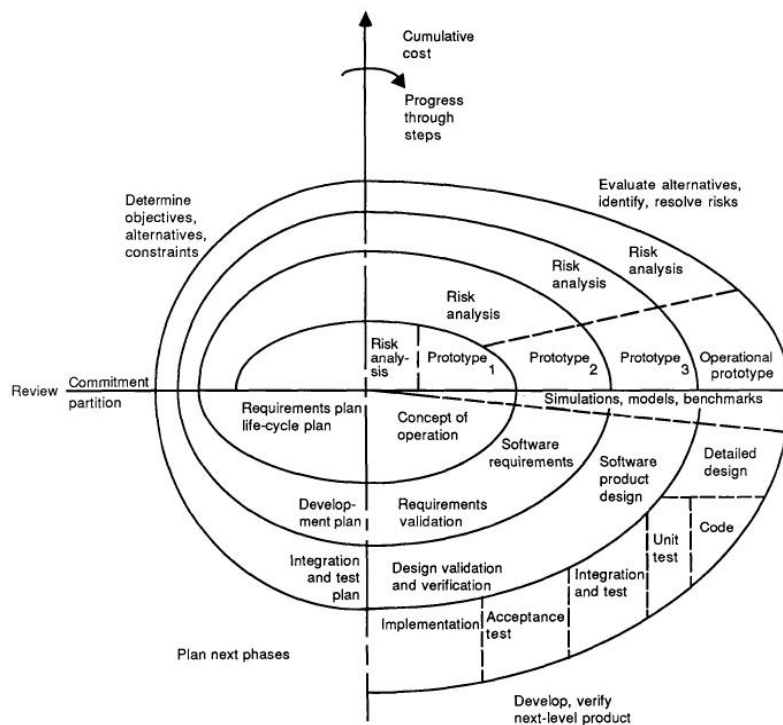 Cumulative
cost
Progress
through
steps
Evaluate alternatives,
identify, resolve risks
Determine
objectives,
alternatives,
constraints
Risk
analysis
Risk
analysis
Risk
analysis
Risk
analy-
sis
Prototype 1
Prototype 2
Prototype 3
Operational
prototype
Review
Commitment
partition
Simulations, models, benchmarks
Requirements plan
life-cycle plan
Concept of
operation
Software
requirements
Software
product
design
Detailed
design
Develop-
ment plan
Requirements
validation
Code
Unit
test
Integration
and test
plan
Design validation
and verification
Integration
and test
Acceptance
test
Implementation
Plan next phases
Develop, verify
next-level product